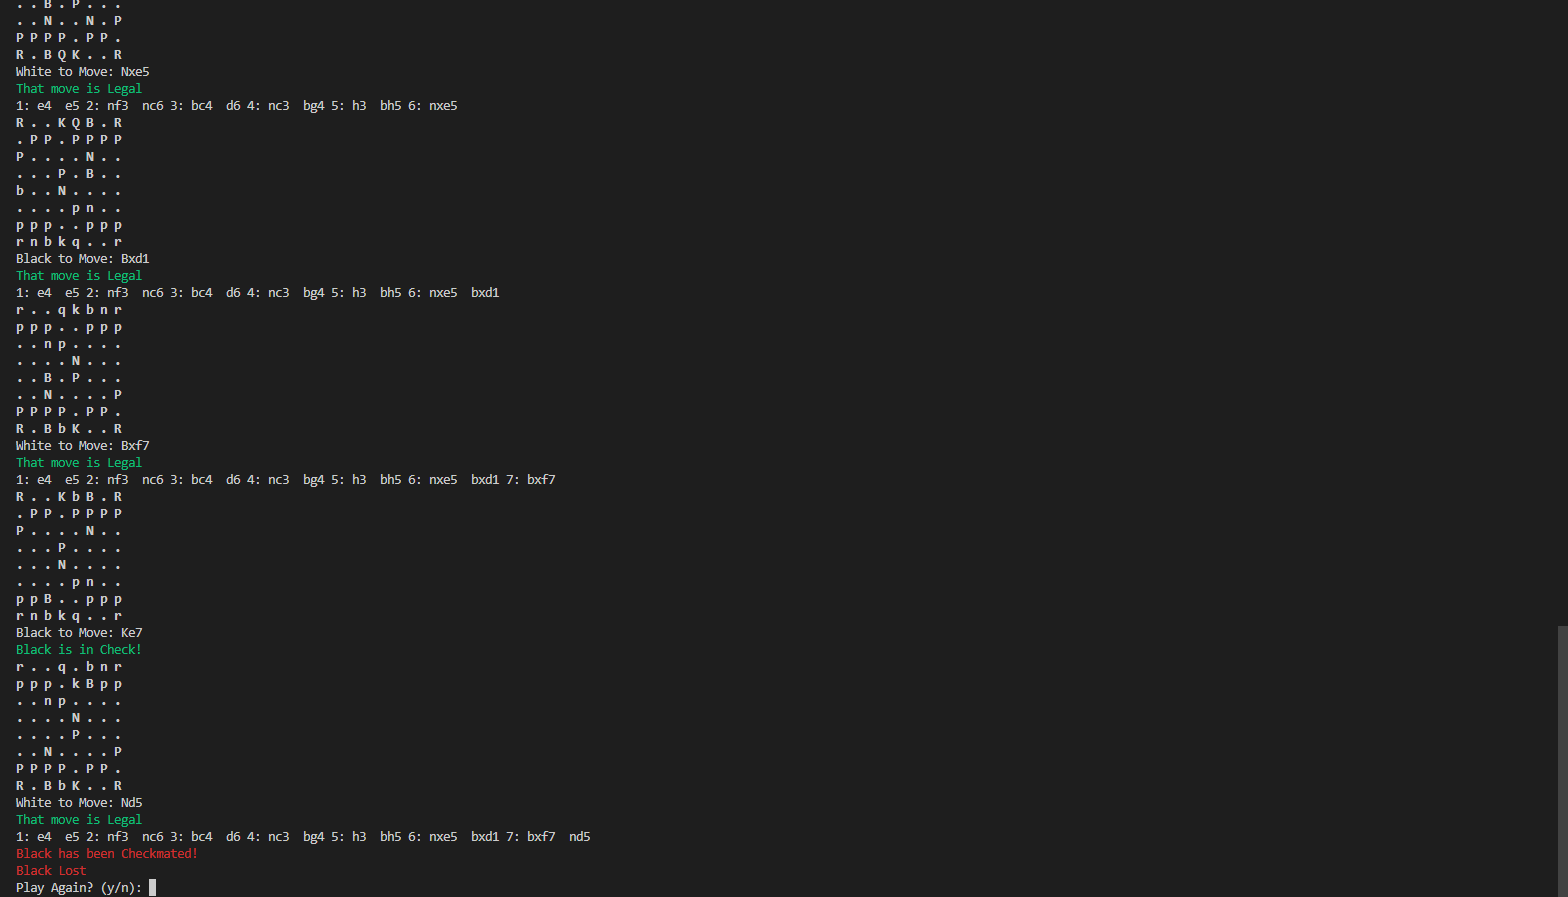 . . B . P . . .
. . N . . N . P
P P P P . P P .
R . B Q K . . R
White to Move: Nxe5
That move is Legal
1: e4  e5 2: nf3  nc6 3: bc4  d6 4: nc3  bg4 5: h3  bh5 6: nxe5
R . . K Q B . R
. P P . P P P P
P . . . . N . .
. . . P . B . .
b . . N . . . .
. . . . p n . .
p p p . . p p p
r n b k q . . r
Black to Move: Bxd1
That move is Legal
1: e4  e5 2: nf3  nc6 3: bc4  d6 4: nc3  bg4 5: h3  bh5 6: nxe5  bxd1
r . . q k b n r
p p p . . p p p
. . n p . . . .
. . . . N . . .
. . B . P . . .
. . N . . . . P
P P P P . P P .
R . B b K . . R
White to Move: Bxf7
That move is Legal
1: e4  e5 2: nf3  nc6 3: bc4  d6 4: nc3  bg4 5: h3  bh5 6: nxe5  bxd1 7: bxf7
R . . K b B . R
. P P . P P P P
P . . . . N . .
. . . P . . . .
. . . N . . . .
. . . . p n . .
p p B . . p p p
r n b k q . . r
Black to Move: Ke7
Black is in Check!
r . . q . b n r
p p p . k B p p
. . n p . . . .
. . . . N . . .
. . . . P . . .
. . N . . . . P
P P P P . P P .
R . B b K . . R
White to Move: Nd5
That move is Legal
1: e4  e5 2: nf3  nc6 3: bc4  d6 4: nc3  bg4 5: h3  bh5 6: nxe5  bxd1 7: bxf7  nd5
Black has been Checkmated!
Black Lost
Play Again? (y/n):